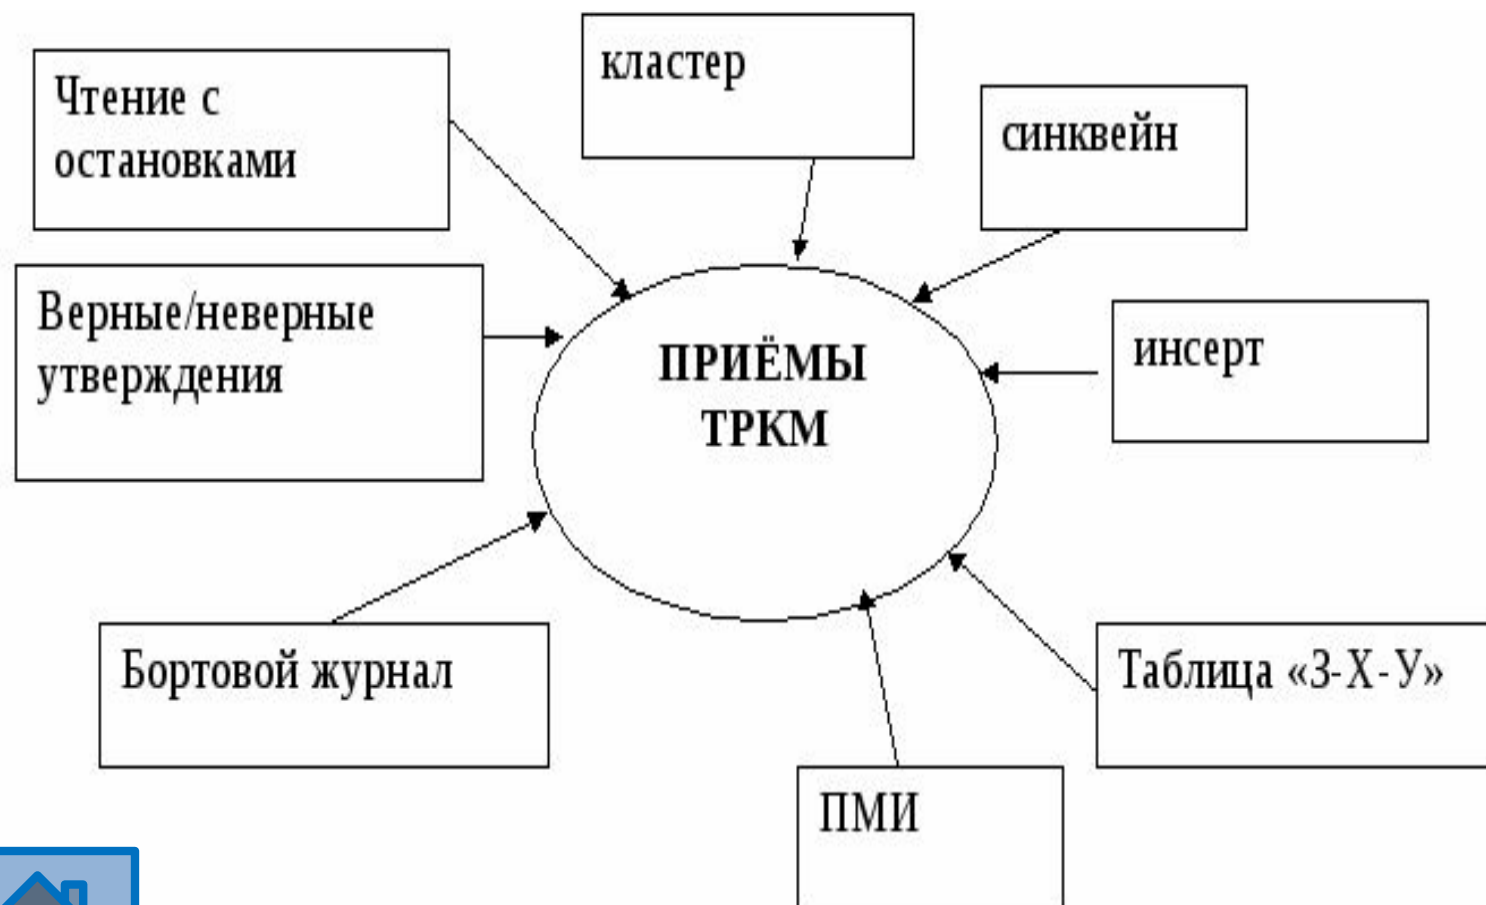 кластер
Чтение с
остановками
синквейн
Верные/неверные
утверждения
ПРИЁМЫ
ТРКМ
инсерт
Бортовой журнал
Таблица «З-Х-У»
ПМИ